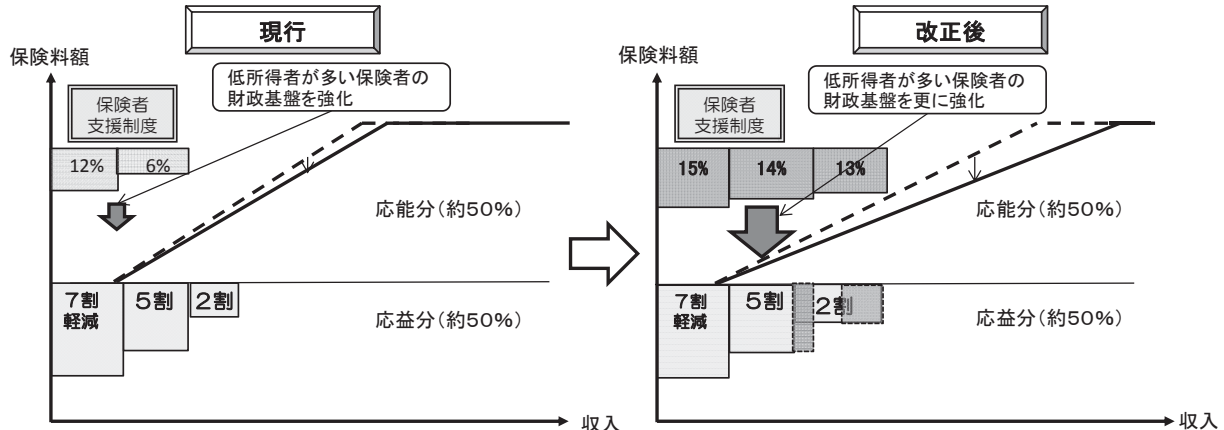 現行
保険料額
低所得者が多い保険者の
財政基盤を強化
保険者
支援制度
12%
6%
応能分(約50%)
7割
軽減
5割
2割
応益分(約50%)
収入
改正後
保険料額
低所得者が多い保険者の
財政基盤を更に強化
保険者
支援制度
15%
14%
13%
応能分(約50%)
7割
軽減
5割
2割
応益分(約50%)
収入